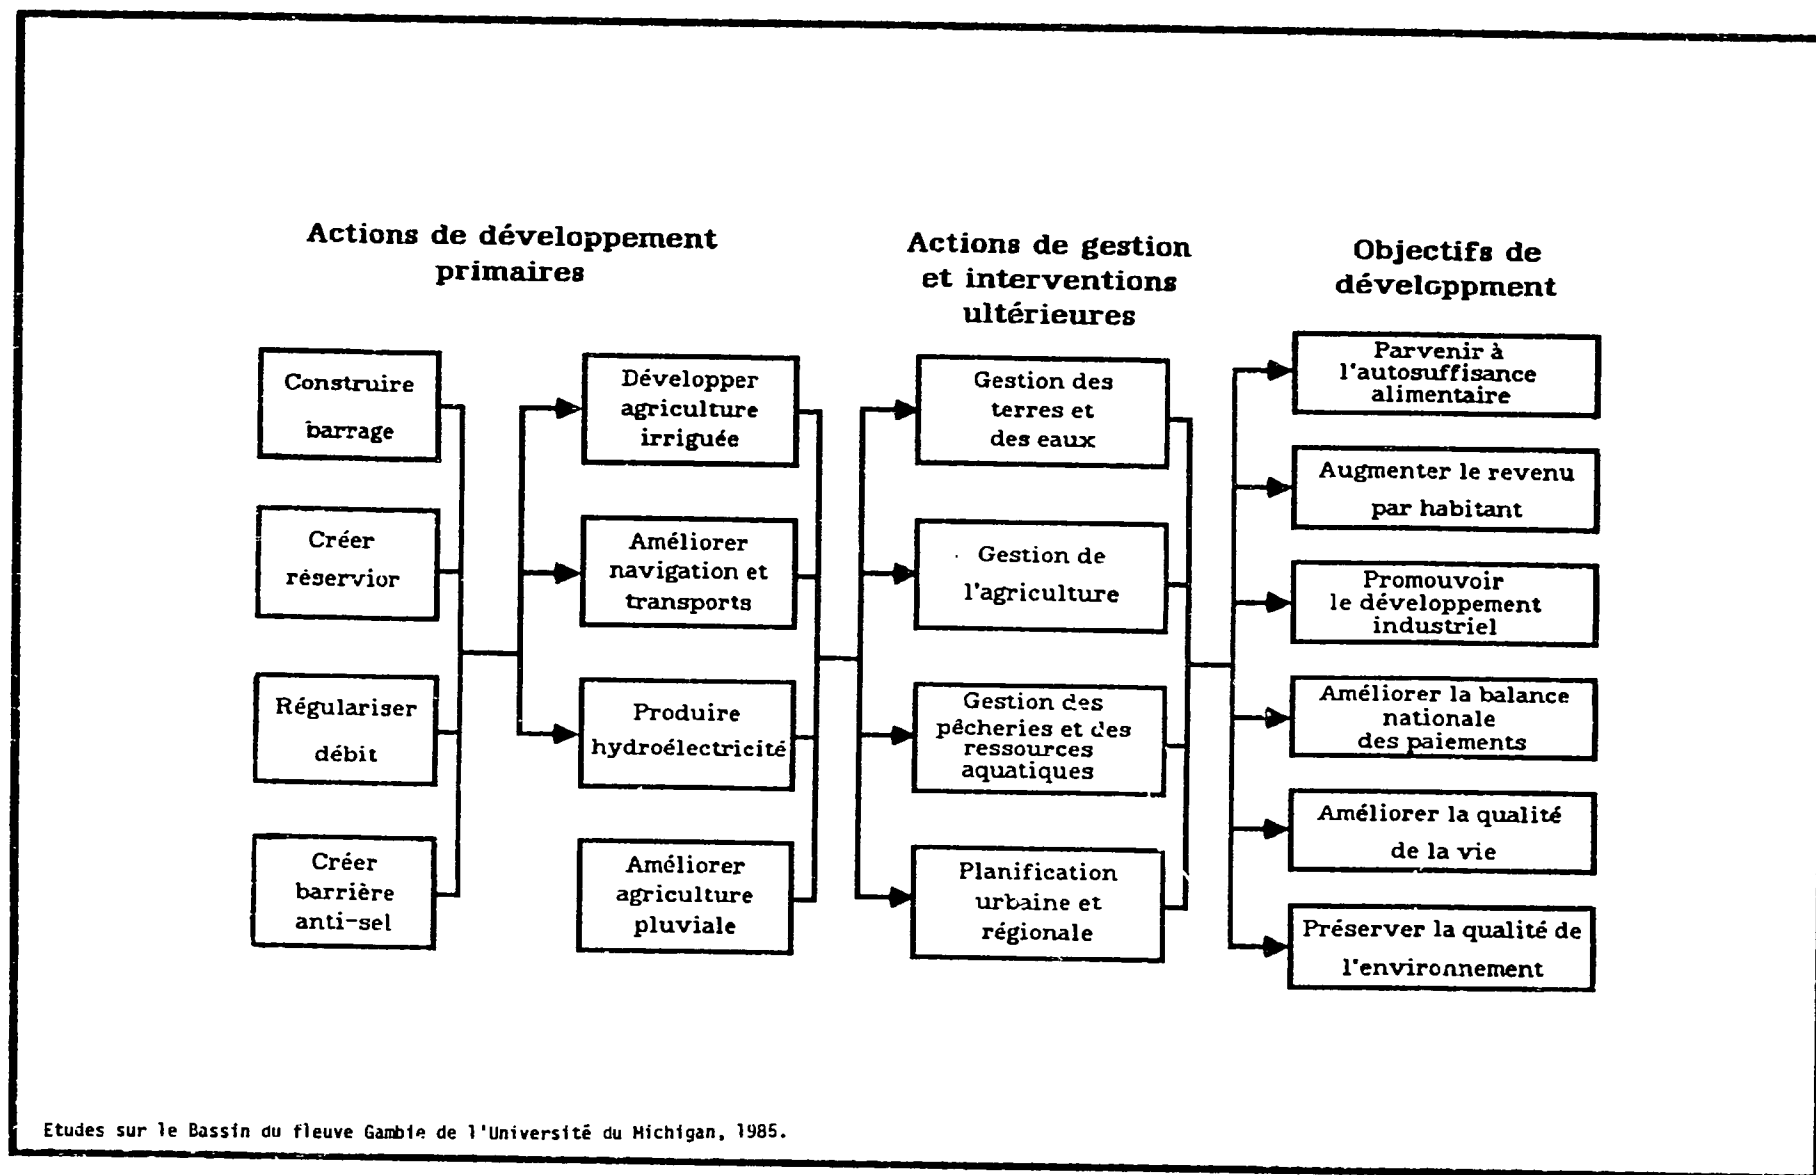 Actions de développement
primaires
Actions de gestion
et interventions
ultérieures
Objectifs de
développment
Construire
barrage
Créer
réservior
Régulariser
débit
Créer
barrière
anti-sel
Développer
agriculture
irriguée
Améliorer
navigation et
transports
Produire
hydroélectricité
Améliorer
agriculture
pluviale
Gestion des
terres et
des eaux
Gestion de
l'agriculture
Gestion des
pêcheries et des
ressources
aquatiques
Planification
urbaine et
régionale
Parvenir à
l'autosuffisance
alimentaire
Augmenter le revenu
par habitant
Promouvoir
le développement
industriel
Améliorer la balance
nationale
des paiements
Améliorer la qualité
de la vie
Préserver la qualité de
l'environnement
Etudes sur le Bassin du fleuve Gambie de l'Université du Michigan, 1985.